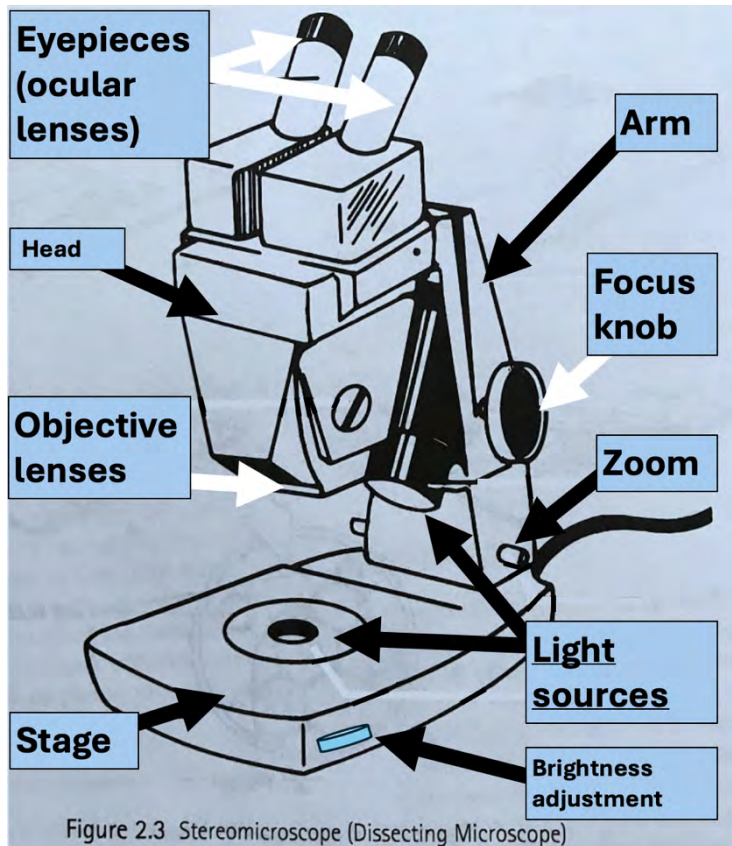 Eyepieces
(ocular
lenses)
Arm
Head
Focus
knob
Objective
lenses
Zoom
Light
sources
Stage
Brightness
adjustment
Figure 2.3 Stereomicroscope (Dissecting Microscope)